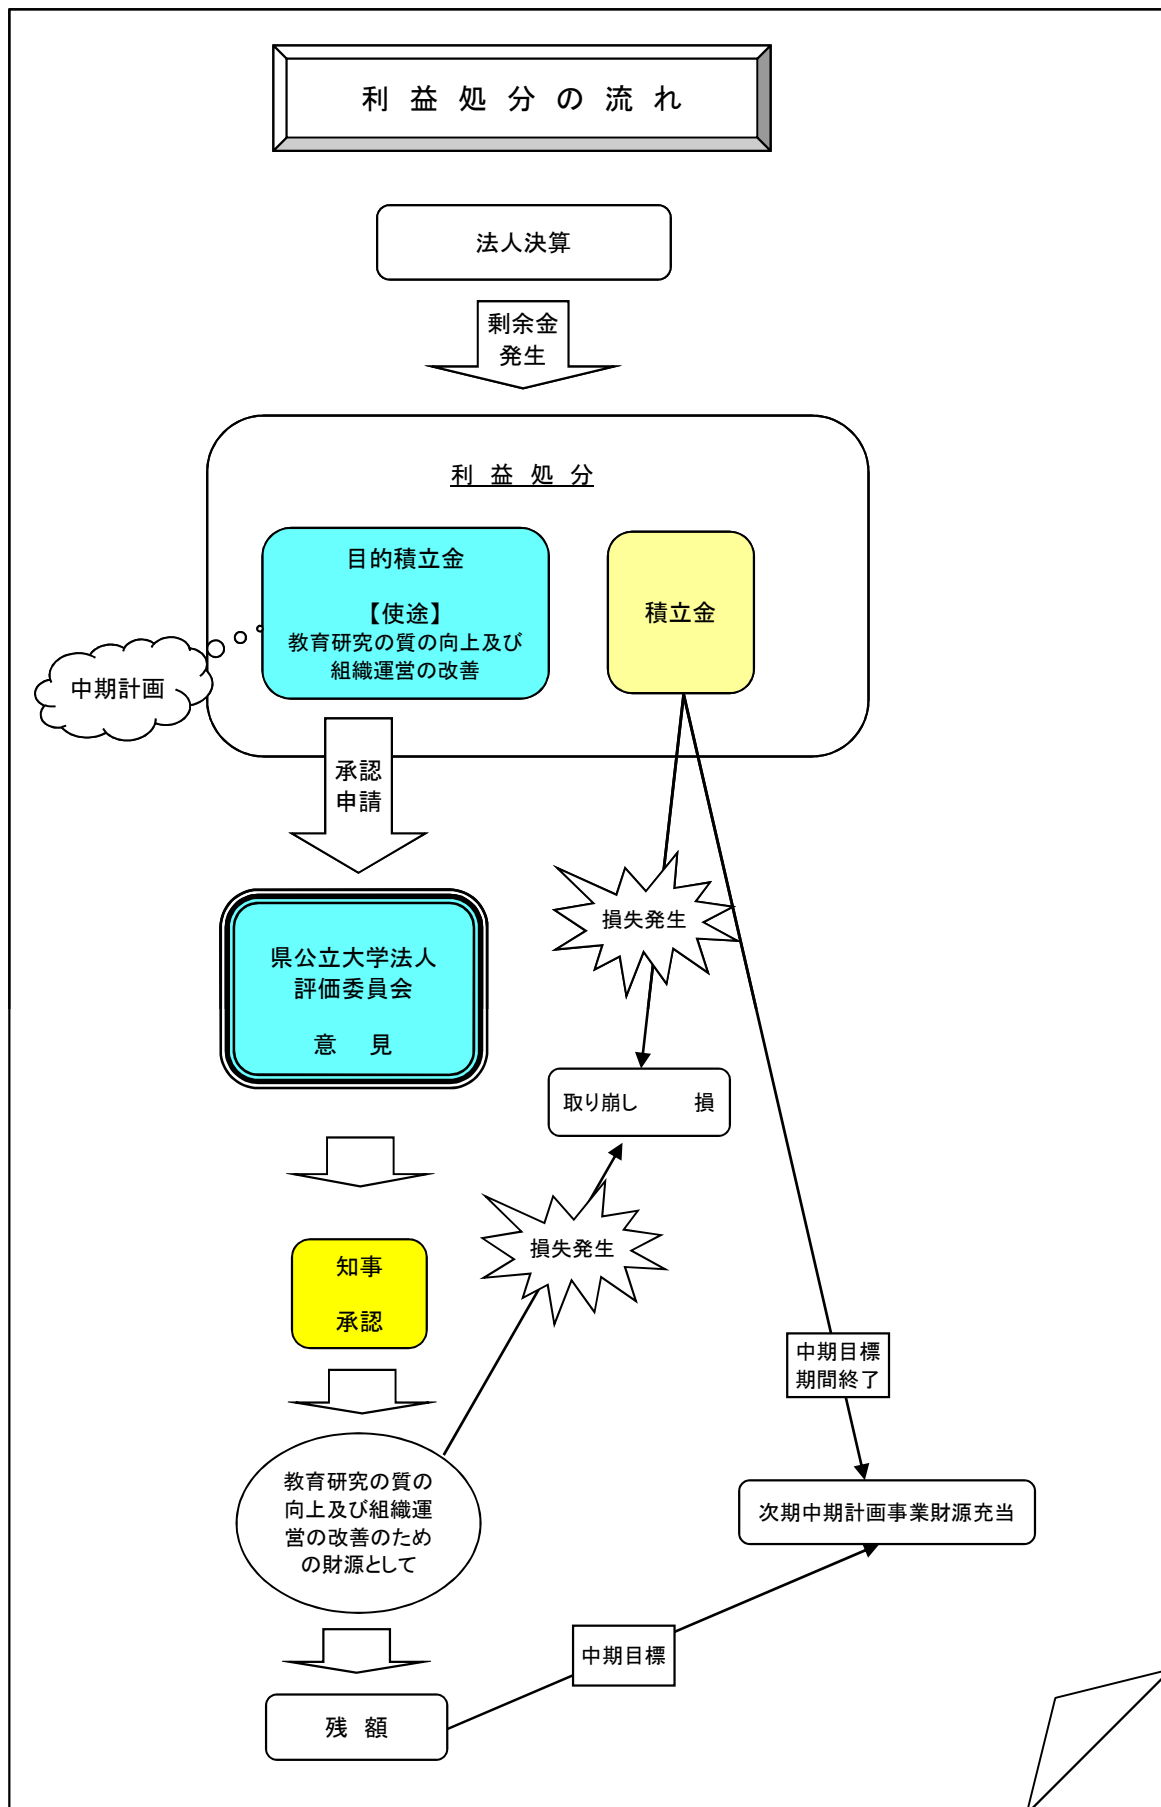 利益処分の流れ
法人決算
剰余金
発生
利益処分
目的積立金
【使途】
教育研究の質の向上及び
組織運営の改善
積立金
中期計画
承認
申請
損失発生
県公立大学法人
評価委員会
意 見
取り崩し 損
損失発生
知事
承認
中期目標
期間終了
教育研究の質の
向上及び組織運
営の改善のため
の財源として
次期中期計画事業財源充当
中期目標
残 額